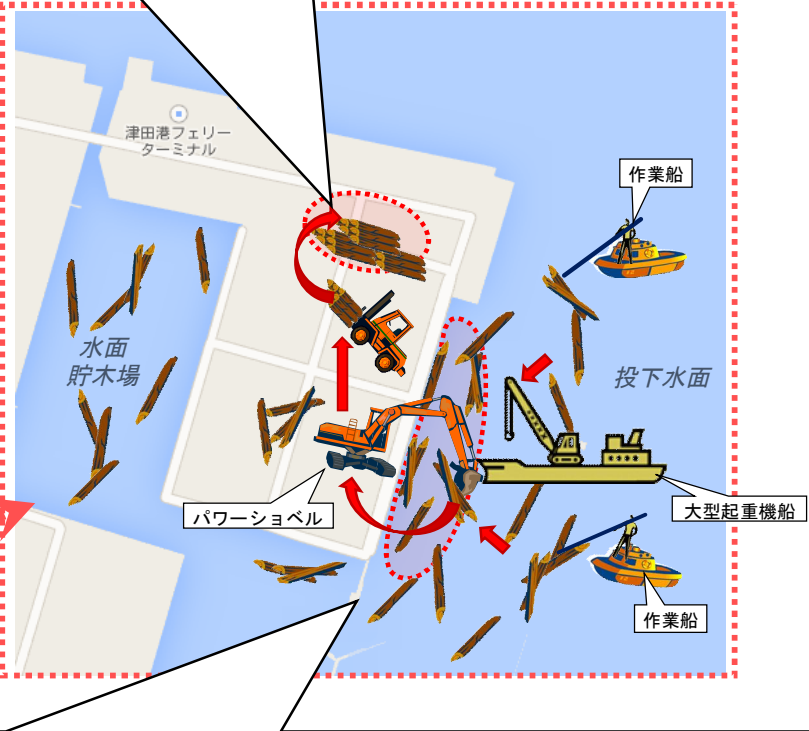 津田港フェリー
ターミナル
作業船
水面
貯木場
投下水面
パワーショベル
大型起重機船
作業船